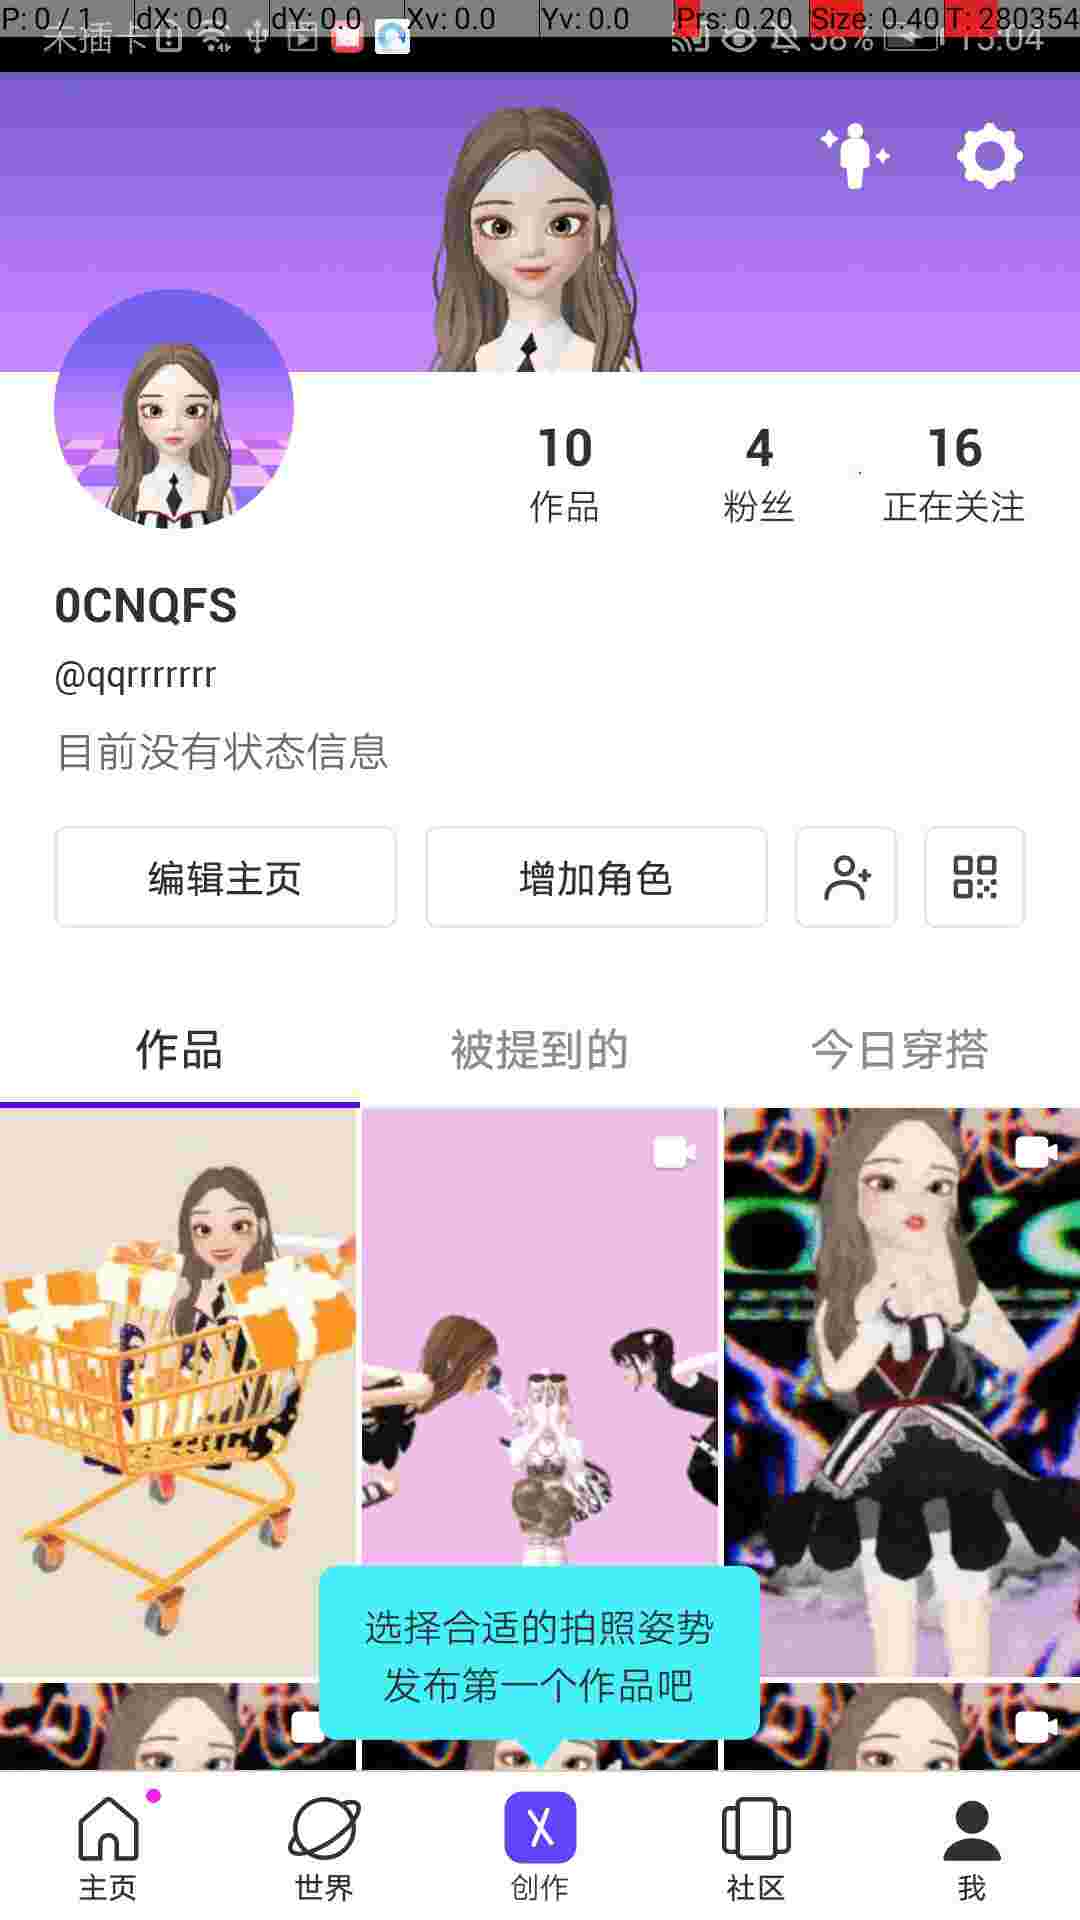 P: 0 / 1 dX: 0.0 dY: 0.0 Xv: 0.0 Yv: 0.0 Prs: 0.20 Size: 0.40 T: 280354
未插卡 58% 15:04
10 4 16
作品 粉丝 正在关注
0CNQFS
@qqrrrrrrr
目前没有状态信息
编辑主页 增加角色
作品 被提到的 今日穿搭
选择合适的拍照姿势
发布第一个作品吧
主页 世界 创作 社区 我